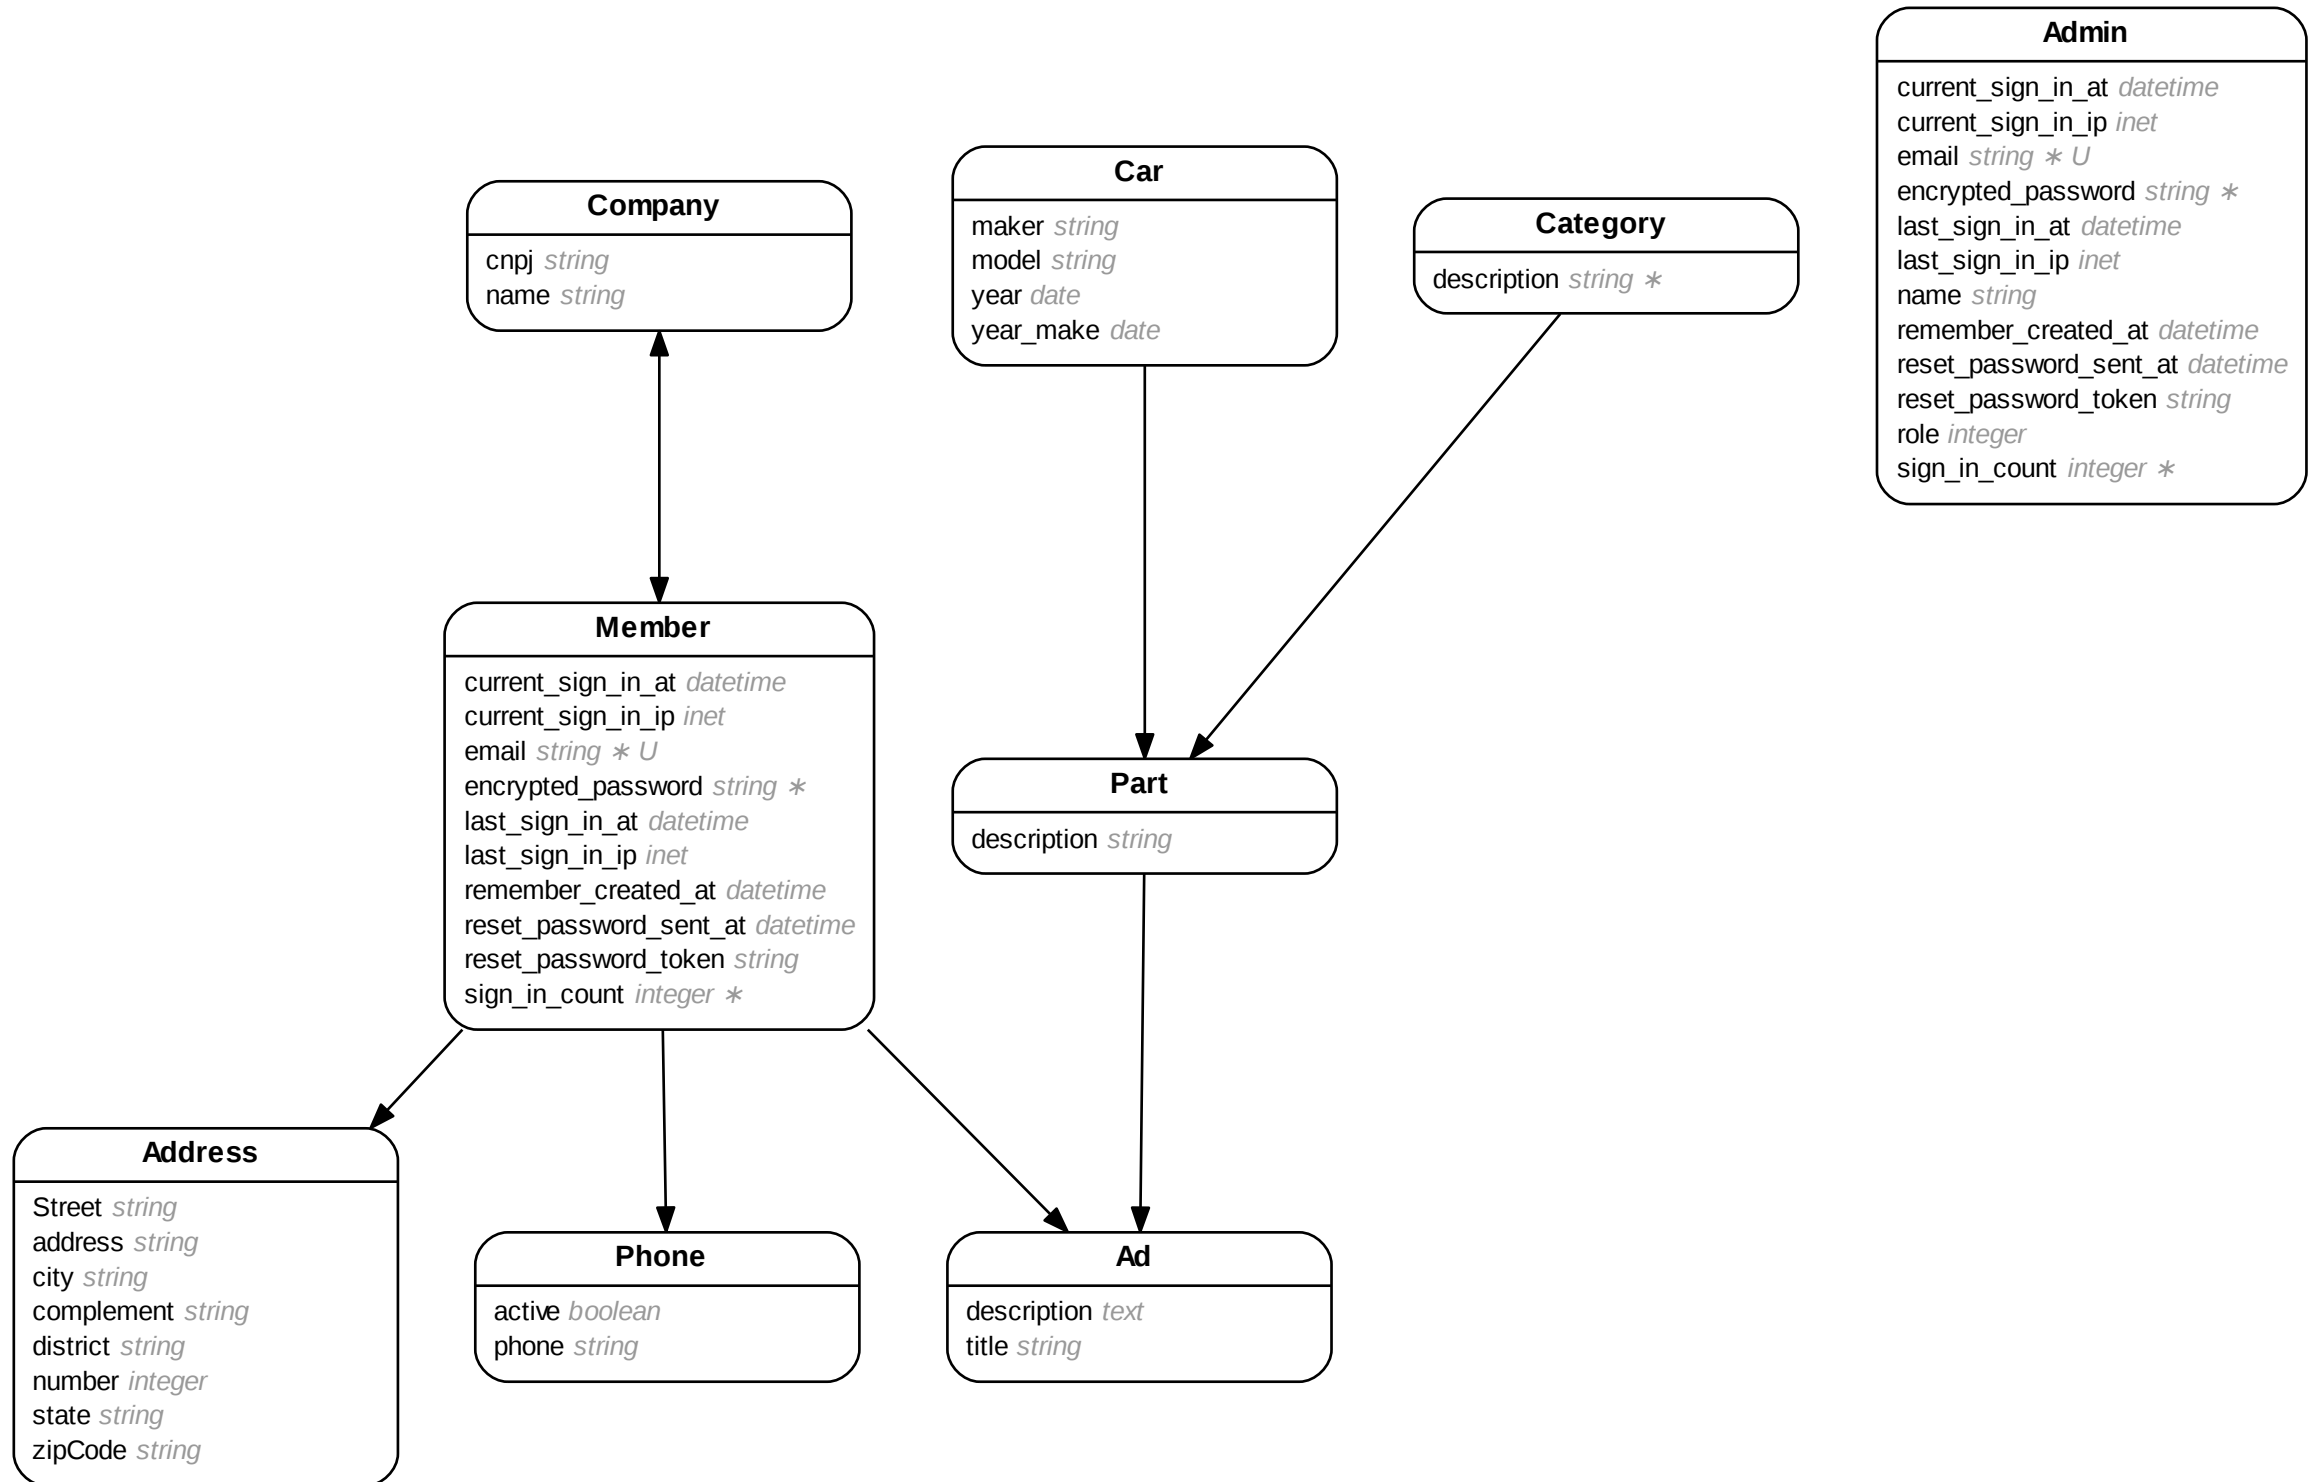 Admin
current_sign_in_at datetime
current_sign_in_ip inet
email string ∗ U
encrypted_password string ∗
last_sign_in_at datetime
last_sign_in_ip inet
name string
remember_created_at datetime
reset_password_sent_at datetime
reset_password_token string
role integer
sign_in_count integer ∗
Company
cnpj string
name string
Car
maker string
model string
year date
year_make date
Category
description string ∗
Member
current_sign_in_at datetime
current_sign_in_ip inet
email string ∗ U
encrypted_password string ∗
last_sign_in_at datetime
last_sign_in_ip inet
remember_created_at datetime
reset_password_sent_at datetime
reset_password_token string
sign_in_count integer ∗
Part
description string
Address
Street string
address string
city string
complement string
district string
number integer
state string
zipCode string
Phone
active boolean
phone string
Ad
description text
title string